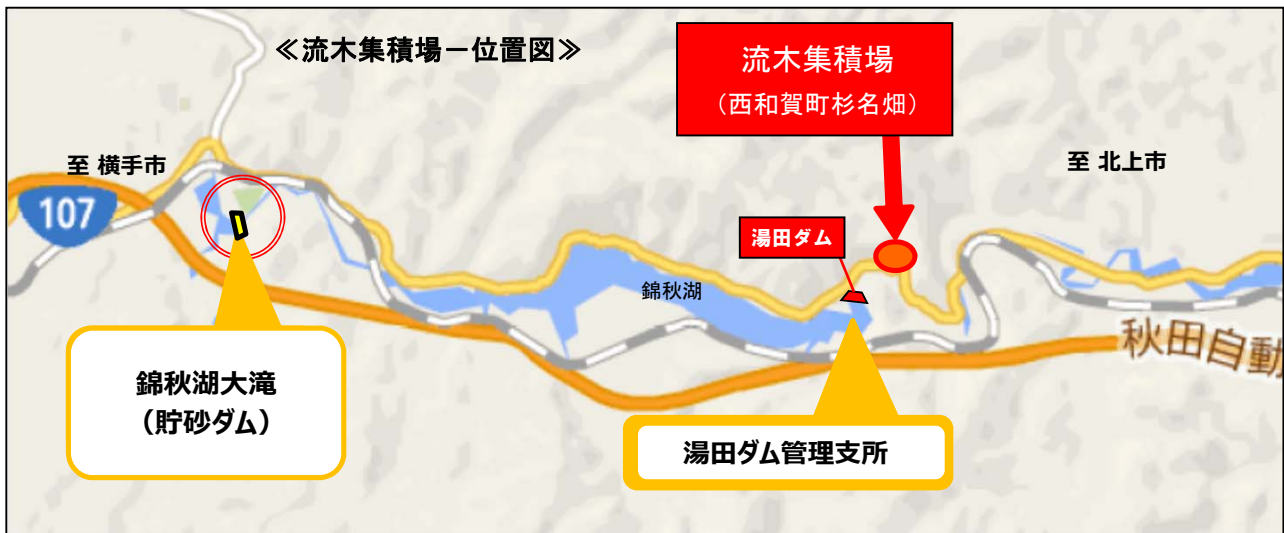 ≪流木集積場－位置図≫
流木集積場
（西和賀町杉名畑）
至 横手市
至 北上市
107
湯田ダム
錦秋湖
秋田自動
錦秋湖大滝
（貯砂ダム）
湯田ダム管理支所